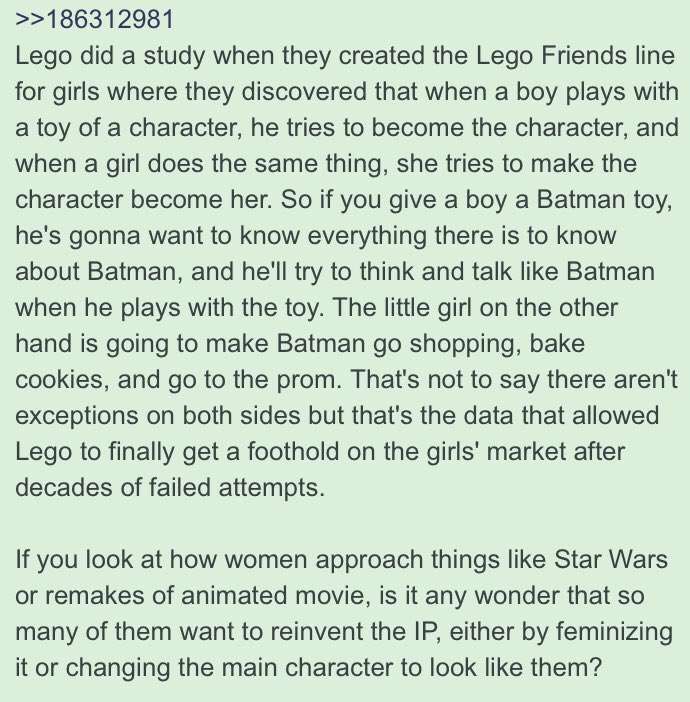 >>186312981
Lego did a study when they created the Lego Friends line
for girls where they discovered that when a boy plays with
a toy of a character, he tries to become the character, and
when a girl does the same thing, she tries to make the
character become her. So if you give a boy a Batman toy,
he's gonna want to know everything there is to know
about Batman, and he'll try to think and talk like Batman
when he plays with the toy. The little girl on the other
hand is going to make Batman go shopping, bake
cookies, and go to the prom. That's not to say there aren't
exceptions on both sides but that's the data that allowed
Lego to finally get a foothold on the girls' market after
decades of failed attempts.

If you look at how women approach things like Star Wars
or remakes of animated movie, is it any wonder that so
many of them want to reinvent the IP, either by feminizing
it or changing the main character to look like them?